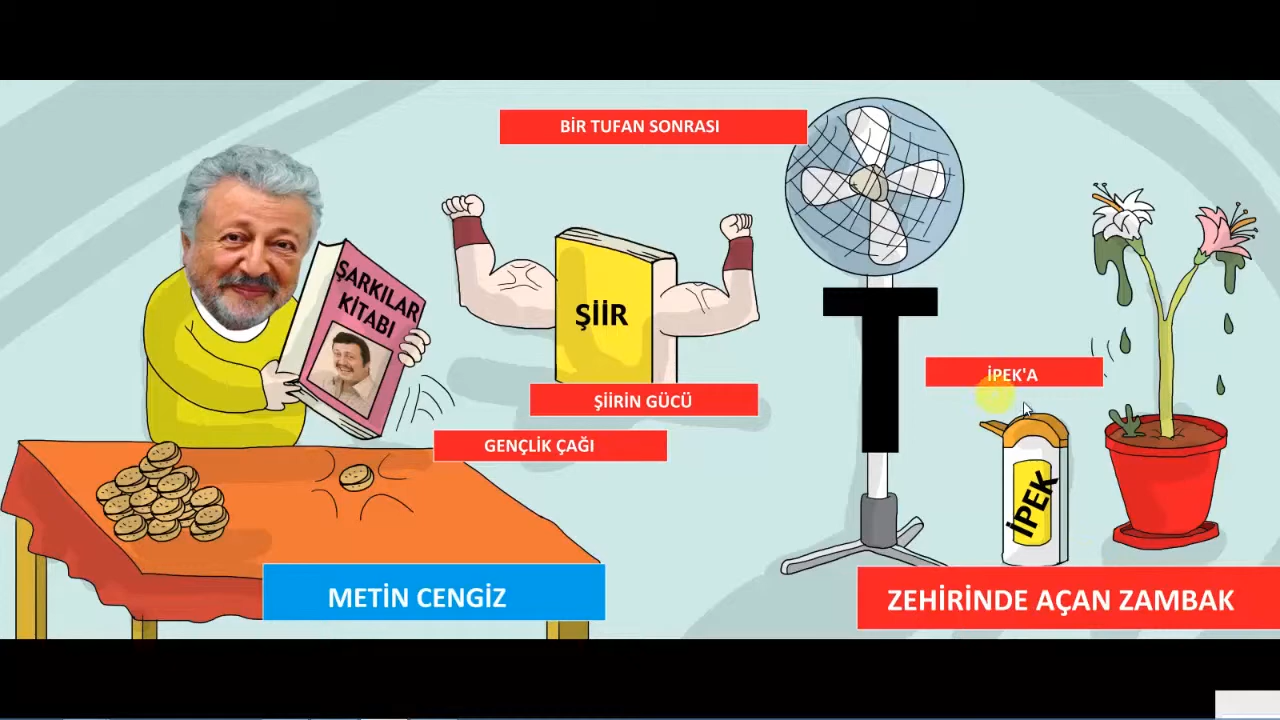 BİR TUFAN SONRASI
ŞARKILAR
KİTABI
ŞİİR
T
İPEK'A
ŞİİRİN GÜCÜ
GENÇLİK ÇAĞI
İPEK
METİN CENGİZ
ZEHİRİNDE AÇAN ZAMBAK